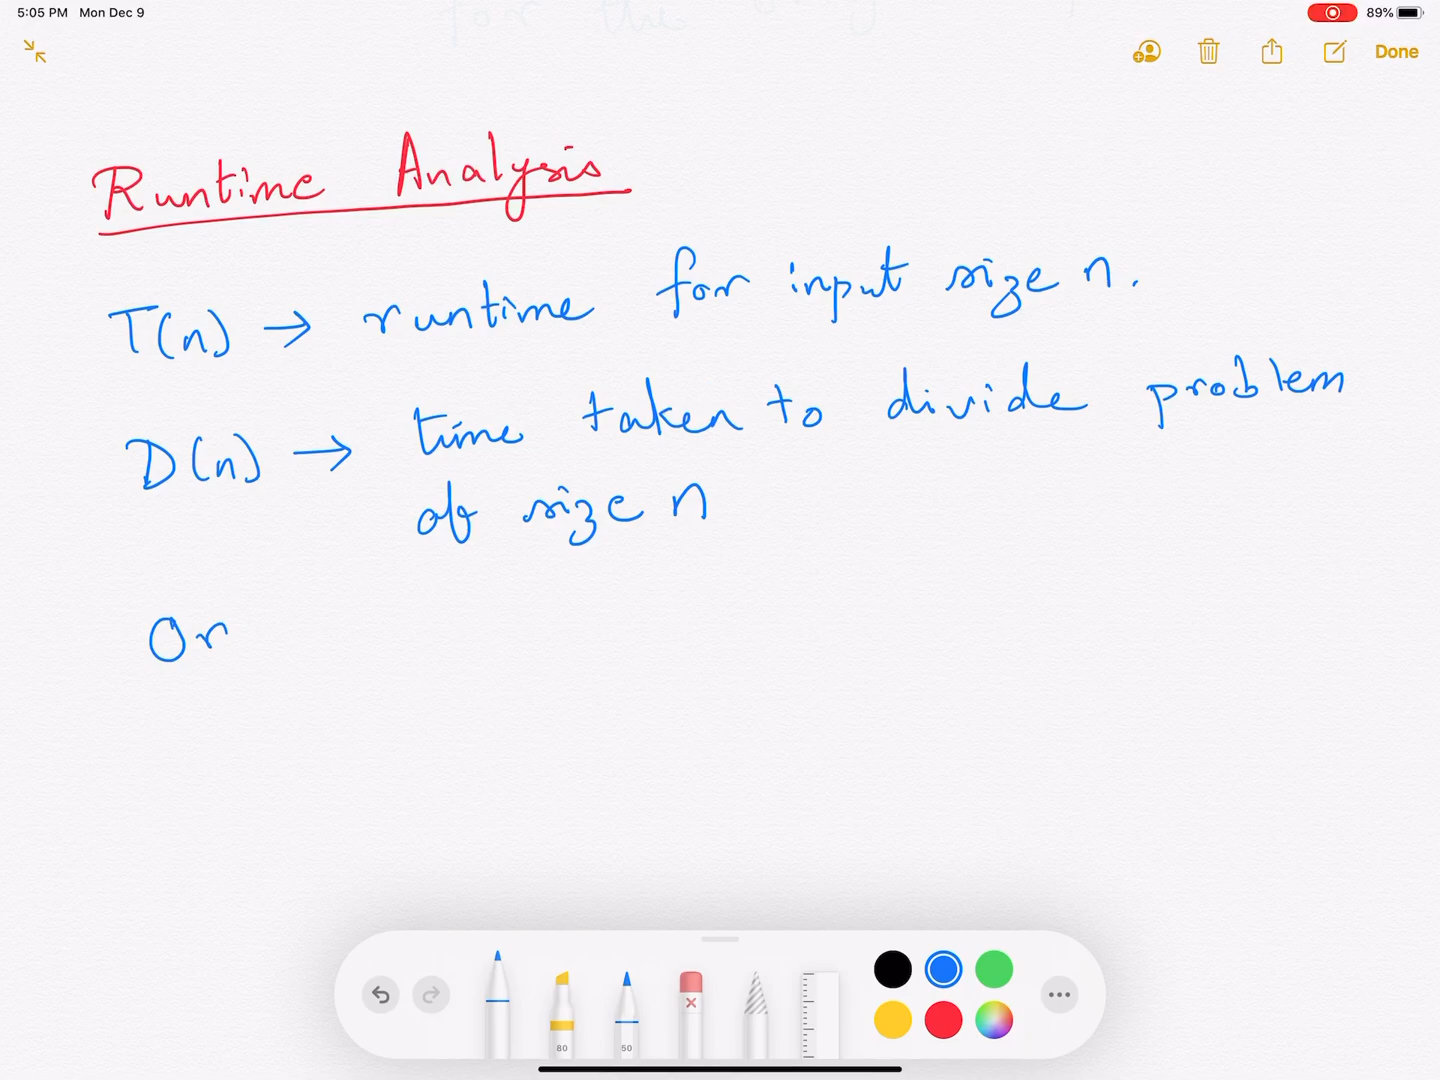 5:05 PM Mon Dec 9
89%
Done
Runtime Analysis
T(n) → runtime for input size n.
D(n) → time taken to divide problem
of size n
Or
80
50